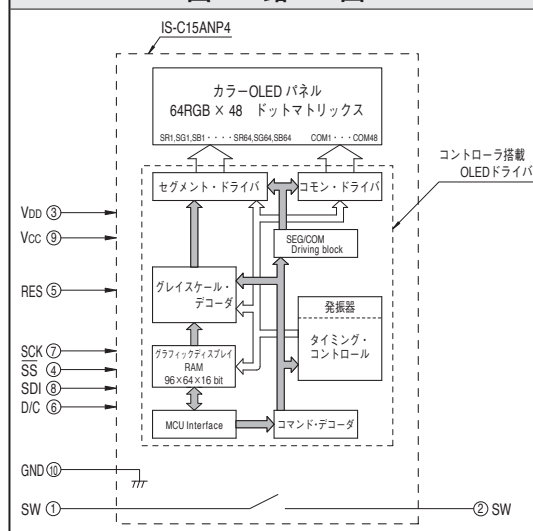 IS-C15ANP4
カラーOLED パネル
64RGB × 48 ドットマトリックス
SR1,SG1,SB1・・・・SR64,SG64,SB64 COM1・・・COM48
コントローラ搭載
OLEDドライバ
セグメント・ドライバ
コモン・ドライバ
VDD ③
VCC ⑨
SEG/COM
Driving block
RES ⑤
グレイスケール・
デコーダ
発振器
タイミング・
コントロール
SCK ⑦
SS ④
SDI ⑧
D/C ⑥
グラフィックディスプレイ
RAM
96×64×16 bit
MCU Interface
コマンド・デコーダ
GND ⑩
SW ①
② SW